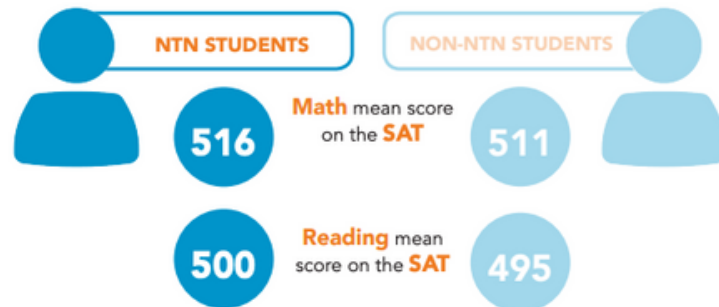 NTN STUDENTS
NON-NTN STUDENTS
516
Math mean score
on the SAT
511
500
Reading mean
score on the SAT
495